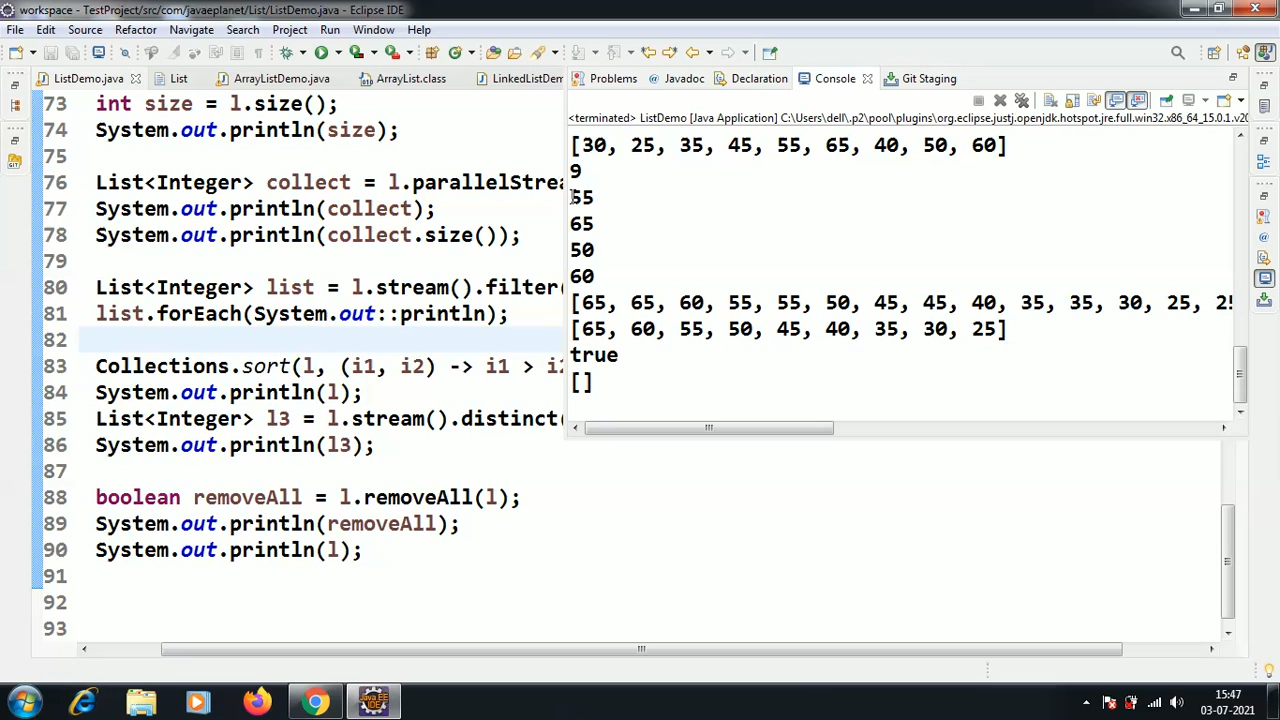 workspace - TestProject/src/com/javaeplanet/List/ListDemo.java - Eclipse IDE
File Edit Source Refactor Navigate Search Project Run Window Help
ListDemo.java List ArrayListDemo.java ArrayList.class LinkedListDem
Problems Javadoc Declaration Console Git Staging
<terminated> ListDemo [Java Application] C:\Users\dell\.p2\pool\plugins\org.eclipse.justj.openjdk.hotspot.jre.full.win32.x86_64_15.0.1.v20
73 int size = l.size();
74 System.out.println(size);
75
76 List<Integer> collect = l.parallelStrea
77 System.out.println(collect);
78 System.out.println(collect.size());
79
80 List<Integer> list = l.stream().filter(
81 list.forEach(System.out::println);
82
83 Collections.sort(l, (i1, i2) -> i1 > i2
84 System.out.println(l);
85 List<Integer> l3 = l.stream().distinct(
86 System.out.println(l3);
87
88 boolean removeAll = l.removeAll(l);
89 System.out.println(removeAll);
90 System.out.println(l);
91
92
93
[30, 25, 35, 45, 55, 65, 40, 50, 60]
9
55
65
50
60
[65, 65, 60, 55, 55, 50, 45, 45, 40, 35, 35, 30, 25, 25
[65, 60, 55, 50, 45, 40, 35, 30, 25]
true
[]
Java EE
IDE
15:47
03-07-2021